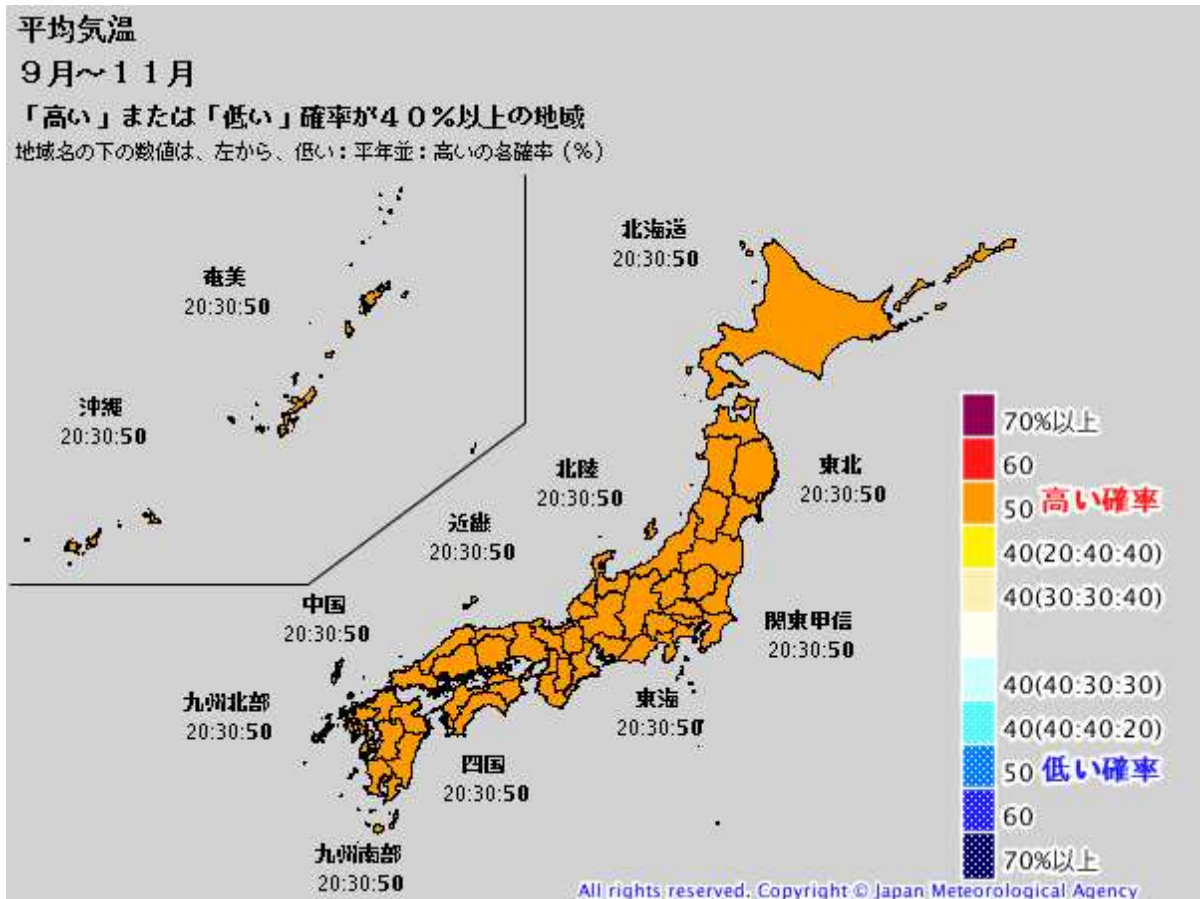 平均気温
9月～11月
「高い」または「低い」確率が40%以上の地域
地域名の下の数値は、左から、低い：平年並：高いの各確率（%）
北海道
20:30:50
奄美
20:30:50
沖縄
20:30:50
北陸
20:30:50
東北
20:30:50
近畿
20:30:50
中国
20:30:50
関東甲信
20:30:50
九州北部
20:30:50
東海
20:30:50
四国
20:30:50
九州南部
20:30:50
70%以上
60
50 高い確率
40(20:40:40)
40(30:30:40)
40(40:30:30)
40(40:40:20)
50 低い確率
60
70%以上
All rights reserved. Copyright © Japan Meteorological Agency